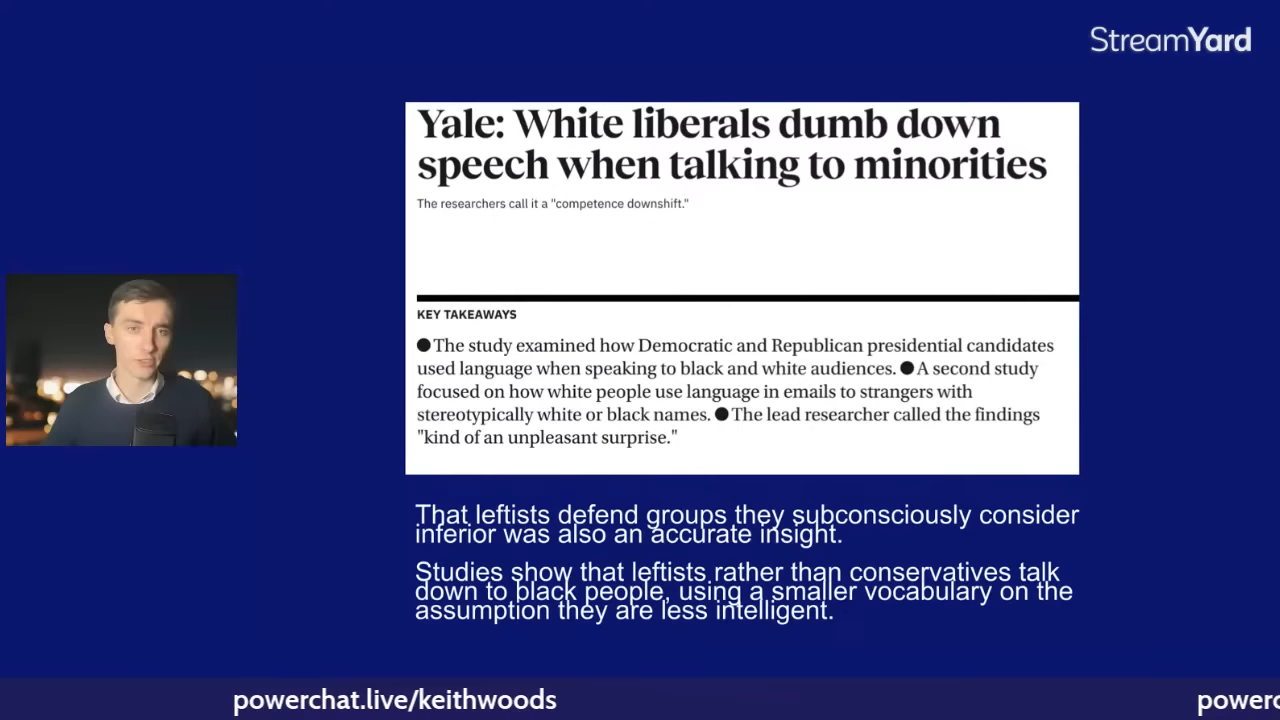 StreamYard
Yale: White liberals dumb down
speech when talking to minorities
The researchers call it a "competence downshift."
KEY TAKEAWAYS
●The study examined how Democratic and Republican presidential candidates
used language when speaking to black and white audiences. ●A second study
focused on how white people use language in emails to strangers with
stereotypically white or black names. ●The lead researcher called the findings
"kind of an unpleasant surprise."
That leftists defend groups they subconsciously consider
inferior was also an accurate insight.
Studies show that leftists rather than conservatives talk
down to black people, using a smaller vocabulary on the
assumption they are less intelligent.
powerchat.live/keithwoods
powerc